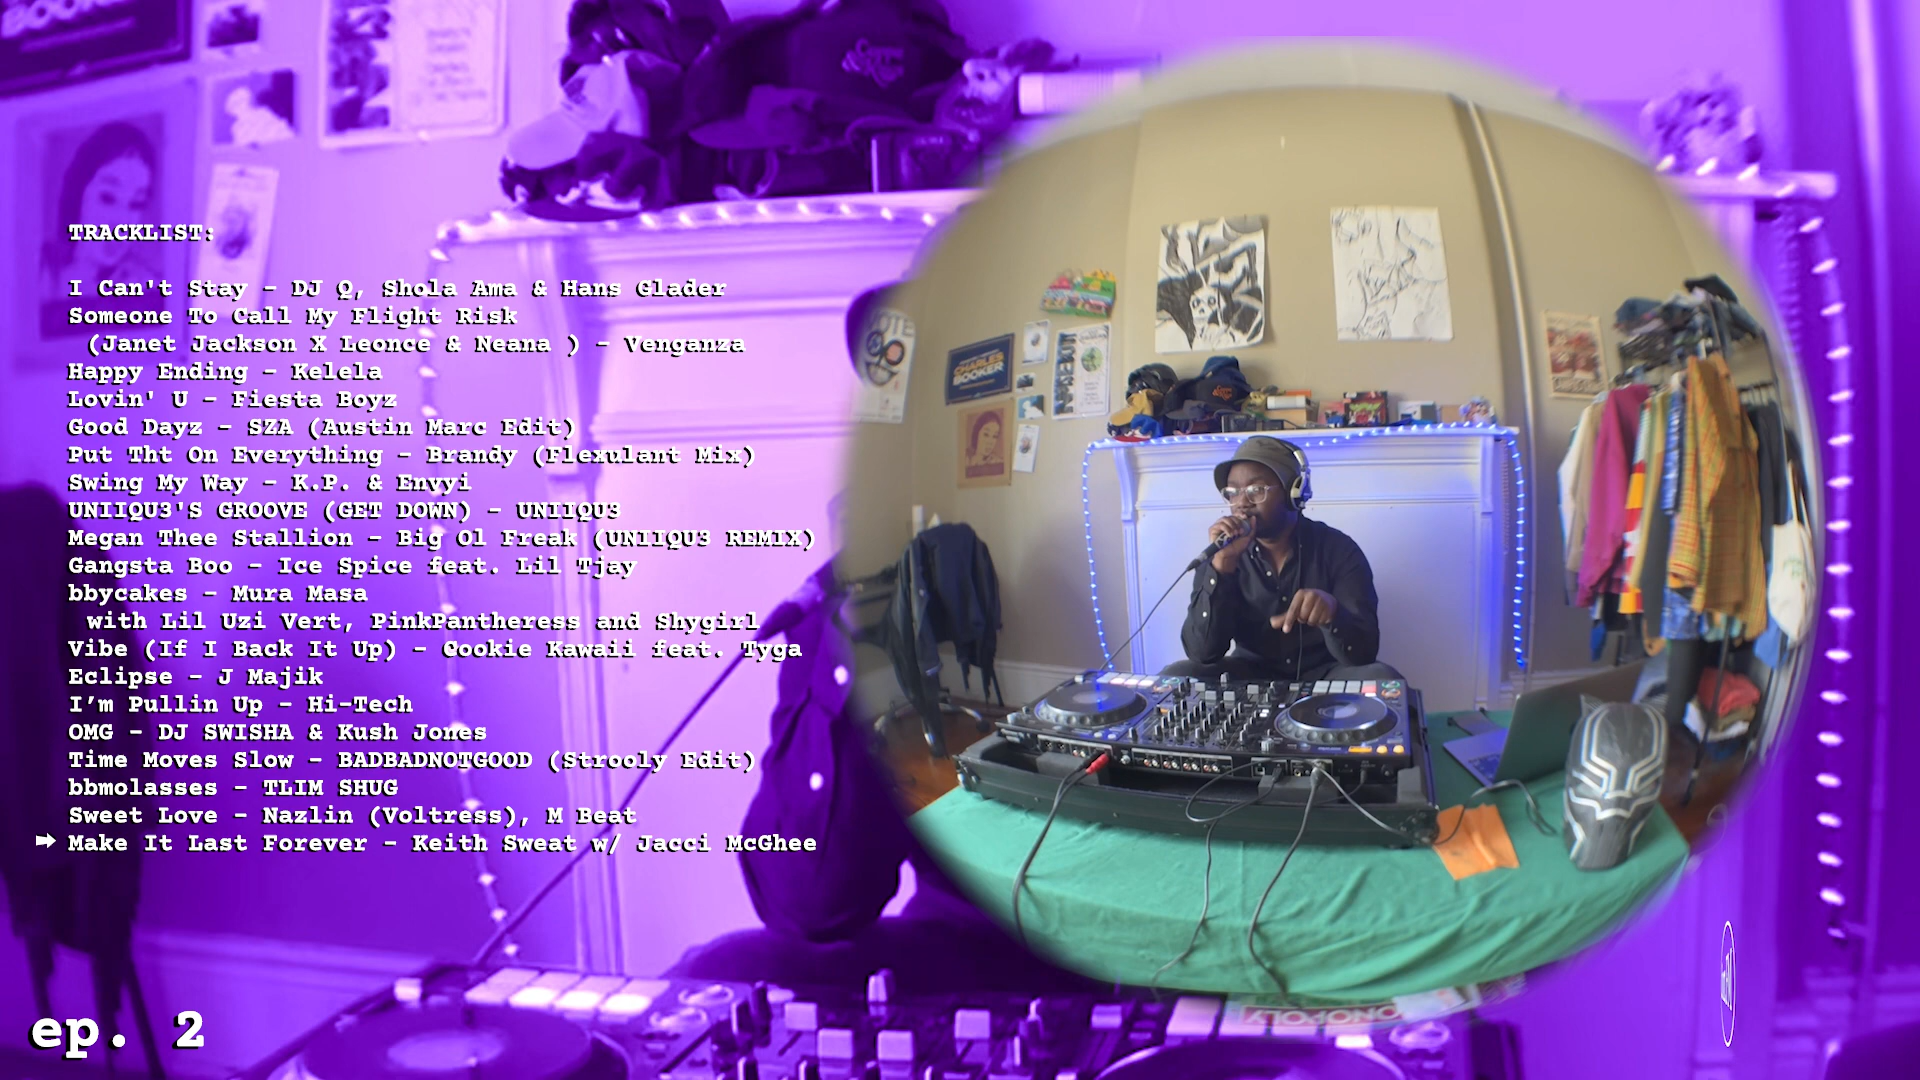 TRACKLIST:
I Can't Stay - DJ Q, Shola Ama & Hans Glader
Someone To Call My Flight Risk
(Janet Jackson X Leonce & Neana ) - Venganza
Happy Ending - Kelela
Lovin' U - Fiesta Boyz
Good Dayz - SZA (Austin Marc Edit)
Put Tht On Everything - Brandy (Flexulant Mix)
Swing My Way - K.P. & Envyi
UNIIQU3'S GROOVE (GET DOWN) - UNIIQU3
Megan Thee Stallion - Big Ol Freak (UNIIQU3 REMIX)
Gangsta Boo - Ice Spice feat. Lil Tjay
bbycakes - Mura Masa
with Lil Uzi Vert, PinkPantheress and Shygirl
Vibe (If I Back It Up) - Cookie Kawaii feat. Tyga
Eclipse - J Majik
I’m Pullin Up - Hi-Tech
OMG - DJ SWISHA & Kush Jones
Time Moves Slow - BADBADNOTGOOD (Strooly Edit)
bbmolasses - TLIM SHUG
Sweet Love - Nazlin (Voltress), M Beat
➡ Make It Last Forever - Keith Sweat w/ Jacci McGhee
ep. 2
BOOKER
CHARLES
BOOKER